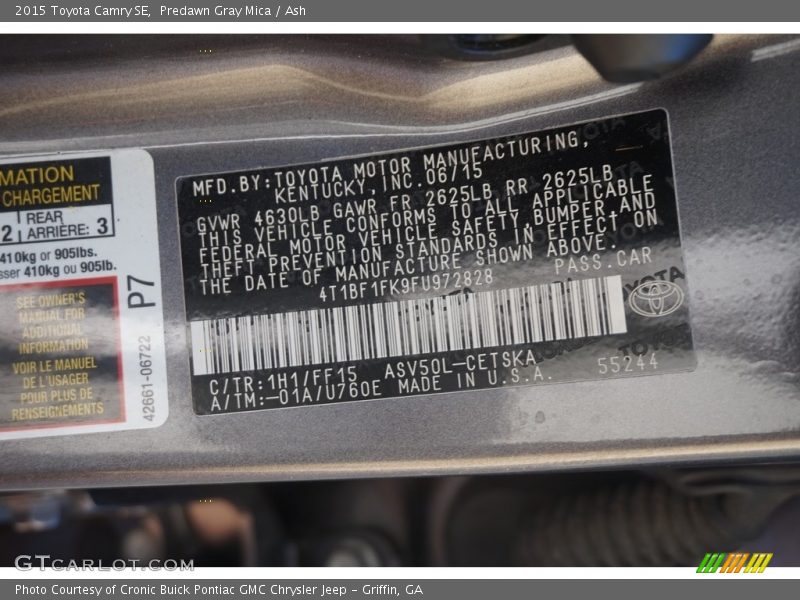 2015 Toyota Camry SE, Predawn Gray Mica / Ash
MATION
CHARGEMENT
2 REAR ARRIÈRE: 3
410kg or 905lbs.
sser 410kg ou 905lb.
SEE OWNER'S
MANUAL FOR
ADDITIONAL
INFORMATION
VOIR LE MANUEL
DE L'USAGER
POUR PLUS DE
RENSEIGNEMENTS
P7
42661-06722
MFD.BY:TOYOTA MOTOR MANUFACTURING,
KENTUCKY,INC.06/15
GVWR 4630LB GAWR FR 2625LB RR 2625LB
THIS VEHICLE CONFORMS TO ALL APPLICABLE
FEDERAL MOTOR VEHICLE SAFETY,BUMPER AND
THEFT PREVENTION STANDARDS IN EFFECT ON
THE DATE OF MANUFACTURE SHOWN ABOVE.
4T1BF1FK9FU972828 PASS.CAR
TOYOTA
C/TR:1H1/FF15 ASV50L-CETSKA
A/TM:-01A/U760E MADE IN U.S.A. 55244
GTcarlot.com
Photo Courtesy of Cronic Buick Pontiac GMC Chrysler Jeep - Griffin, GA